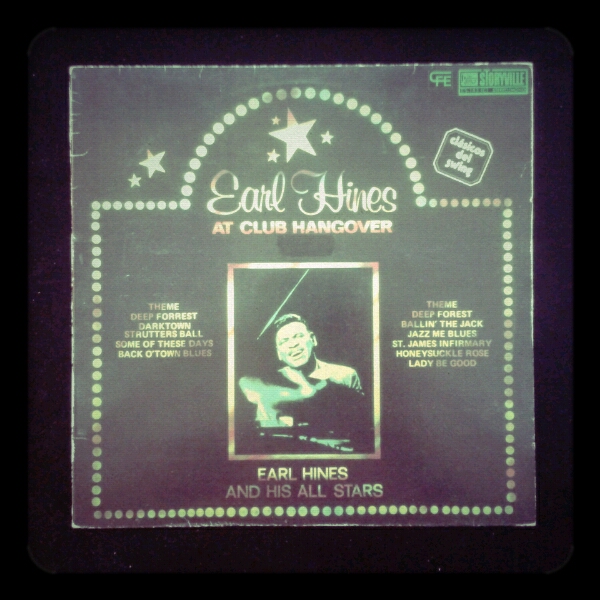 CFE
STORYVILLE
clásicos
del
swing
Earl Hines
AT CLUB HANGOVER
THEME
DEEP FORREST
DARKTOWN
STRUTTERS BALL
SOME OF THESE DAYS
BACK O'TOWN BLUES
THEME
DEEP FOREST
BALLIN' THE JACK
JAZZ ME BLUES
ST. JAMES INFIRMARY
HONEYSUCKLE ROSE
LADY BE GOOD
EARL HINES
AND HIS ALL STARS